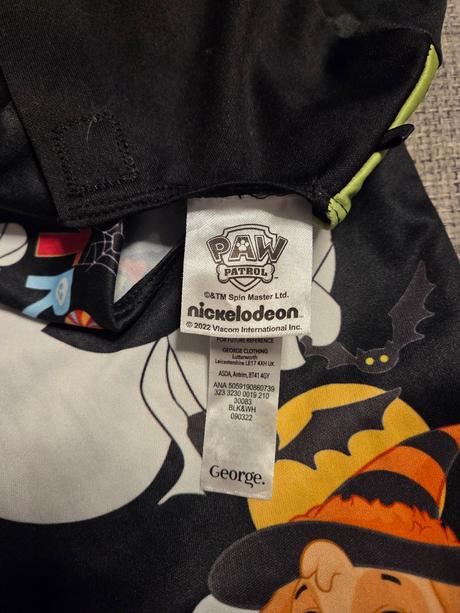 PAW
PATROL
©&TM Spin Master Ltd.
nickelodeon™
© 2022 Viacom International Inc.
FOR FUTURE REFERENCE
GEORGE CLOTHING
Lutterworth
Leicestershire LE17 4XH UK
ASDA, Antrim, BT41 4GY
ANA 5059190860739
323 3230 0019 210
30083
BLK&WH
090322
George.